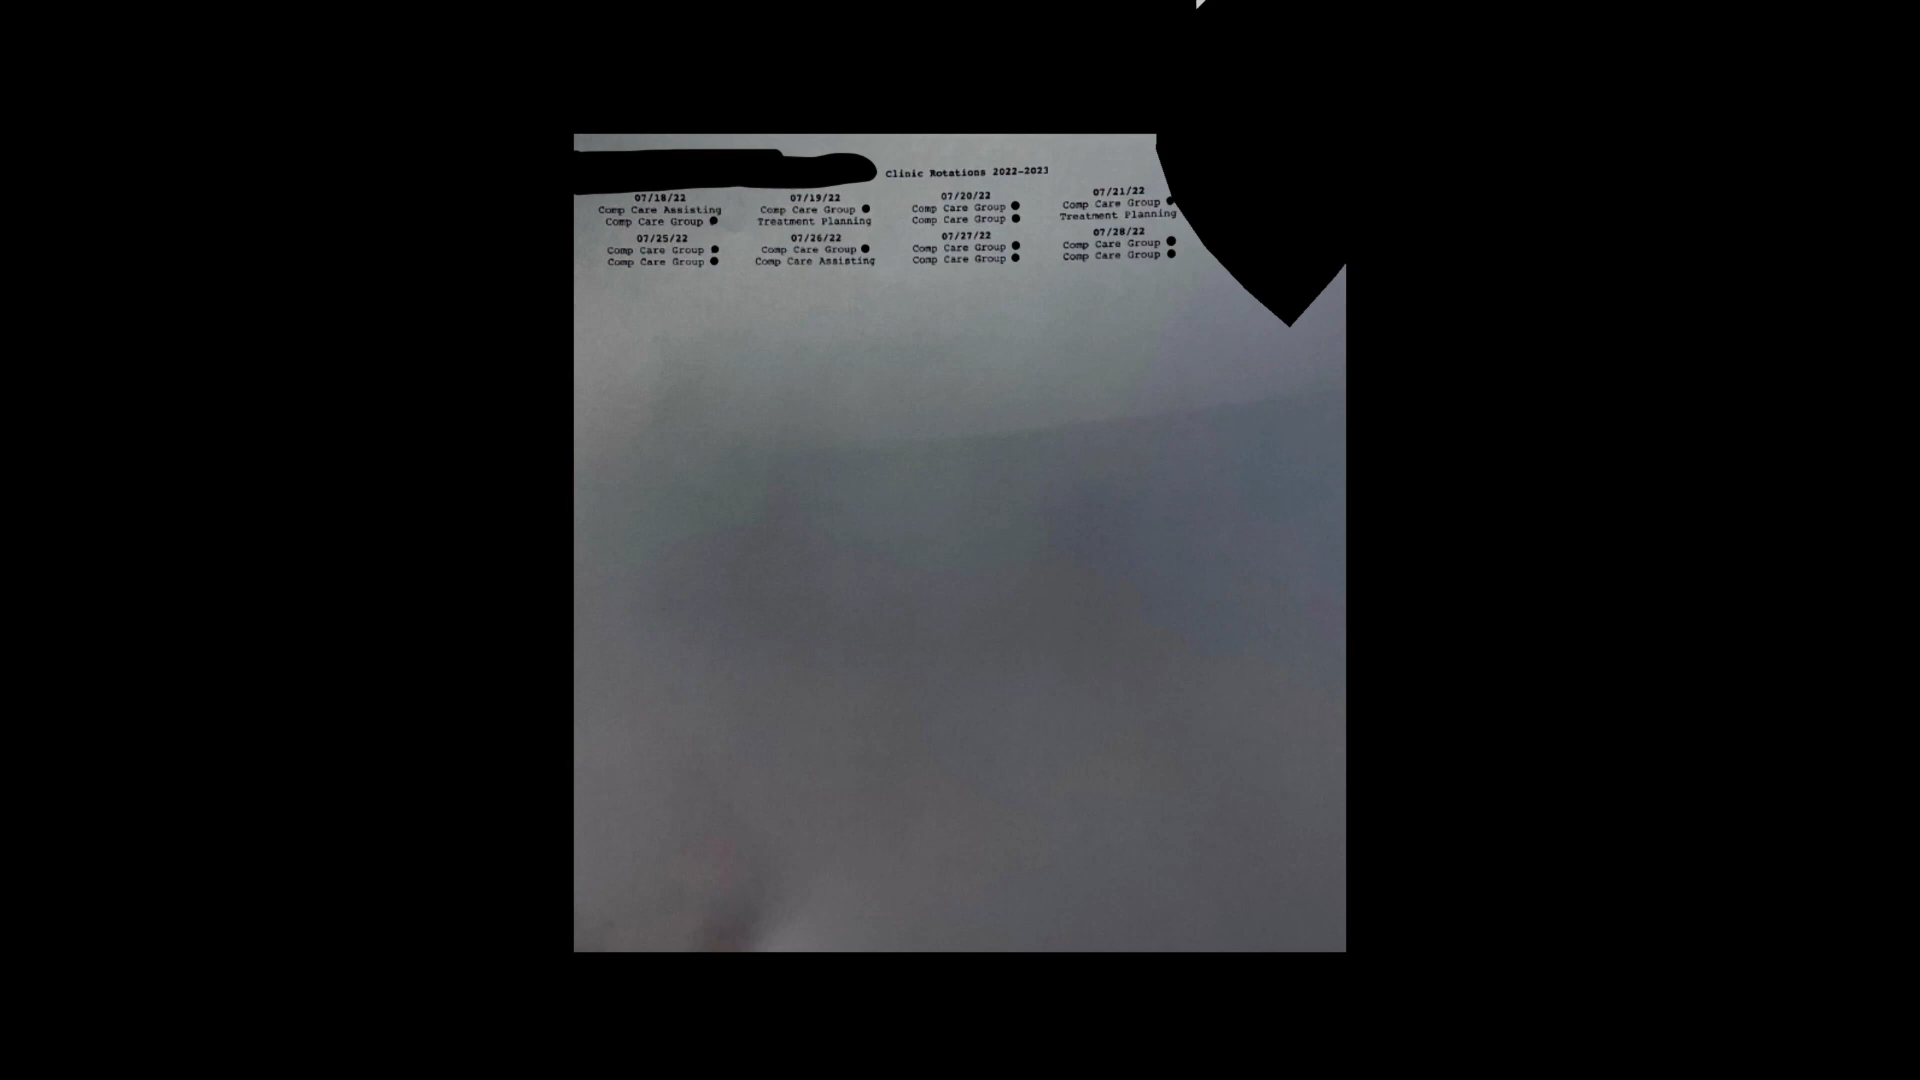 Clinic Rotations 2022-2023
07/18/22 07/19/22 07/20/22 07/21/22
Comp Care Assisting Comp Care Group Comp Care Group Comp Care Group
Comp Care Group Treatment Planning Comp Care Group Treatment Planning
07/25/22 07/26/22 07/27/22 07/28/22
Comp Care Group Comp Care Group Comp Care Group Comp Care Group
Comp Care Group Comp Care Assisting Comp Care Group Comp Care Group